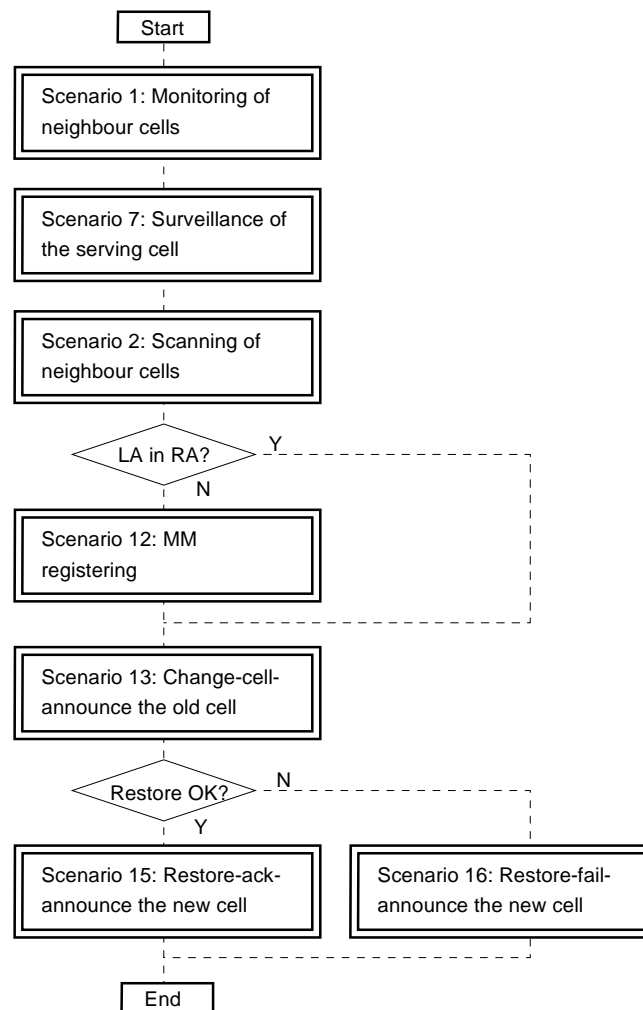 Start
Scenario 1: Monitoring of
neighbour cells
Scenario 7: Surveillance of
the serving cell
Scenario 2: Scanning of
neighbour cells
LA in RA?
Y
N
Scenario 12: MM
registering
Scenario 13: Change-cell-
announce the old cell
Restore OK?
N
Y
Scenario 15: Restore-ack-
announce the new cell
Scenario 16: Restore-fail-
announce the new cell
End